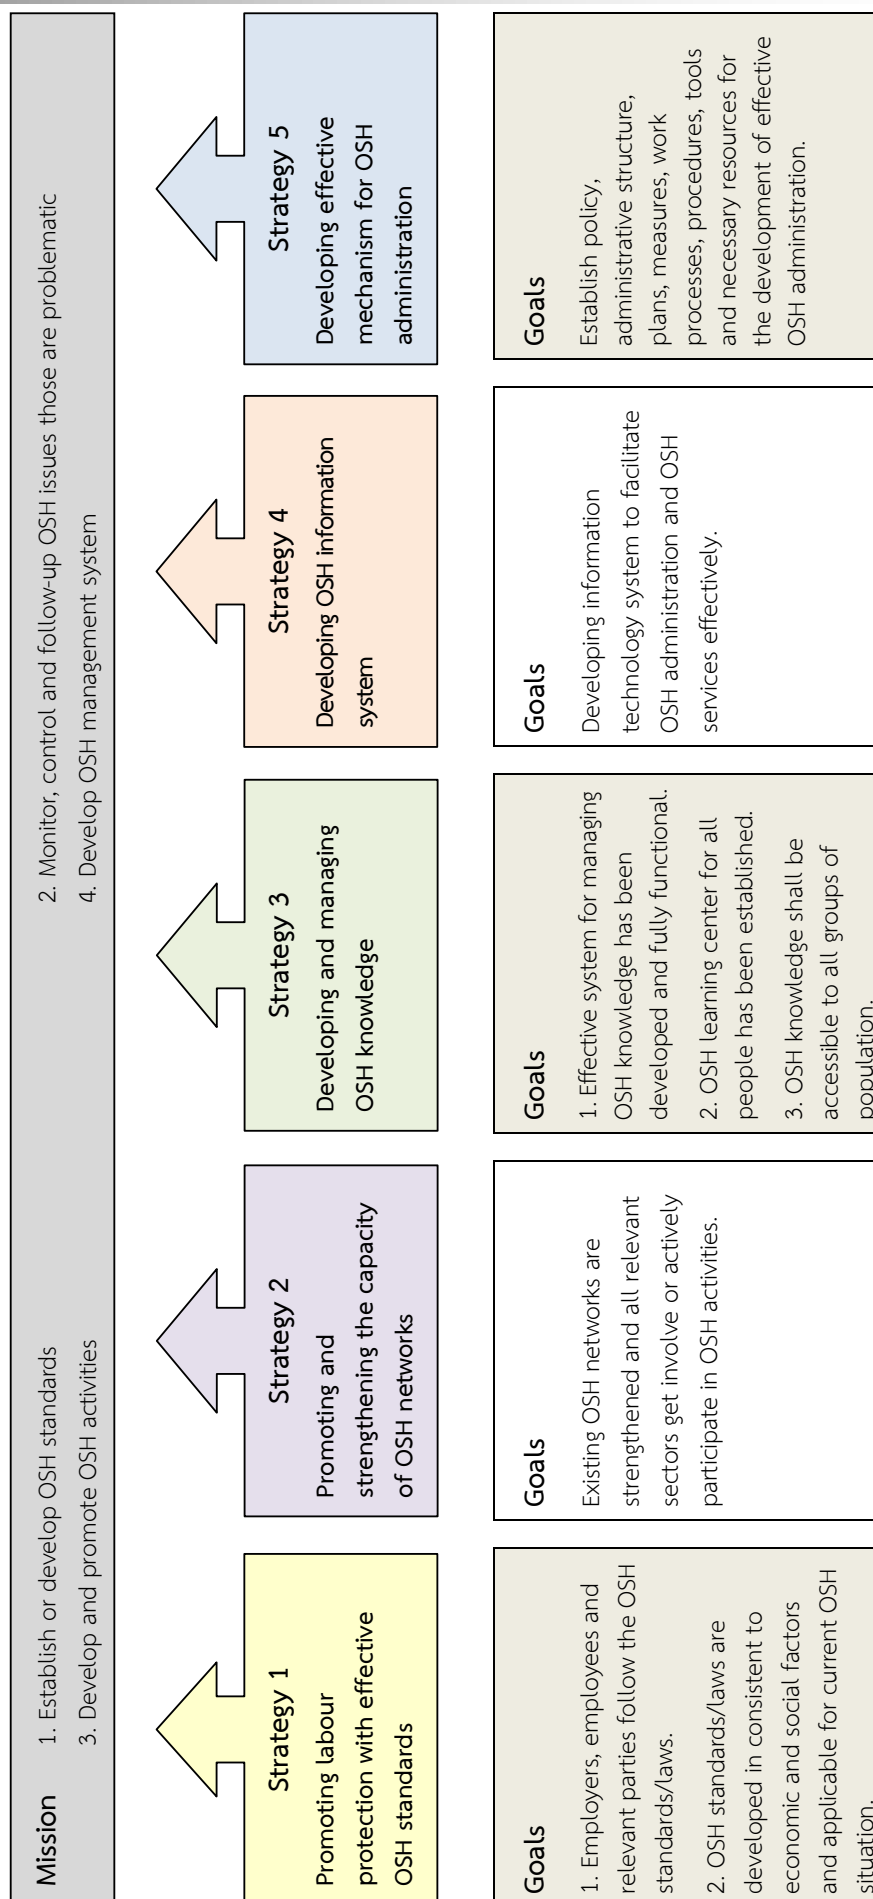 Mission
1. Establish or develop OSH standards
2. Monitor, control and follow-up OSH issues those are problematic
3. Develop and promote OSH activities
4. Develop OSH management system
Strategy 1
Promoting labour
protection with effective
OSH standards
Strategy 2
Promoting and
strengthening the capacity
of OSH networks
Strategy 3
Developing and managing
OSH knowledge
Strategy 4
Developing OSH information
system
Strategy 5
Developing effective
mechanism for OSH
administration
Goals
1. Employers, employees and
relevant parties follow the OSH
standards/laws.
2. OSH standards/laws are
developed in consistent to
economic and social factors
and applicable for current OSH
situation.
Goals
Existing OSH networks are
strengthened and all relevant
sectors get involve or actively
participate in OSH activities.
Goals
1. Effective system for managing
OSH knowledge has been
developed and fully functional.
2. OSH learning center for all
people has been established.
3. OSH knowledge shall be
accessible to all groups of
population.
Goals
Developing information
technology system to facilitate
OSH administration and OSH
services effectively.
Goals
Establish policy,
administrative structure,
plans, measures, work
processes, procedures, tools
and necessary resources for
the development of effective
OSH administration.